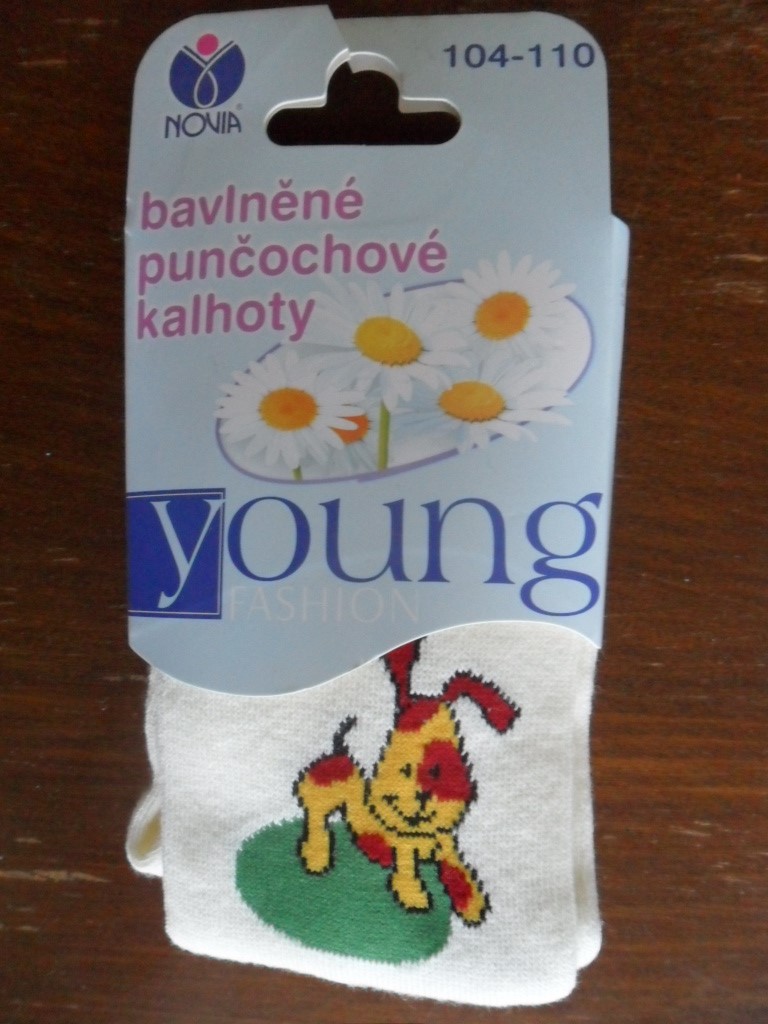 NOVIA®
104-110
bavlněné
punčochové
kalhoty
young
FASHION